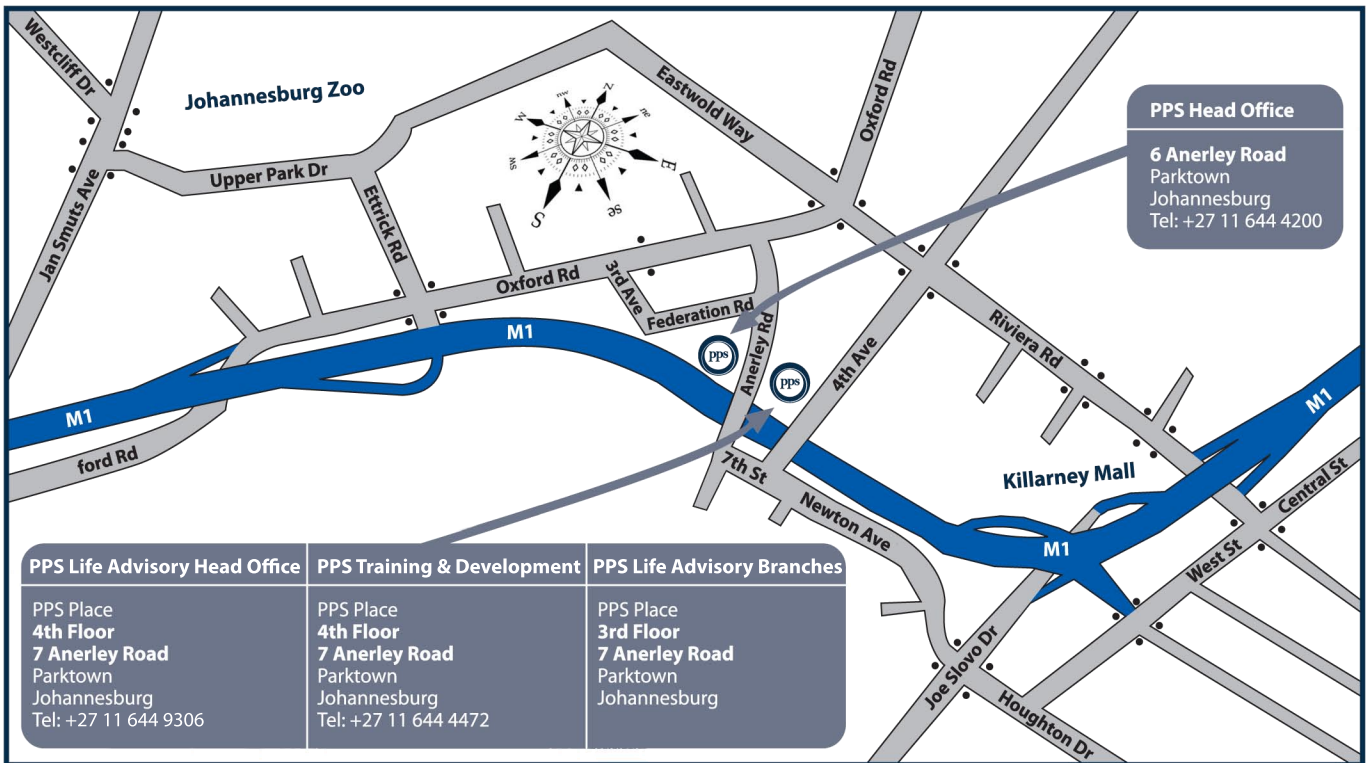 Westcliff Dr
Johannesburg Zoo
Eastwold Way
Oxford Rd
PPS Head Office
6 Anerley Road
Parktown
Johannesburg
Tel: +27 11 644 4200
N
ne
E
se
S
sw
W
nw
Jan Smuts Ave
Upper Park Dr
Ettrick Rd
Oxford Rd
3rd Ave
Federation Rd
Anerley Rd
pps
pps
4th Ave
Riviera Rd
M1
M1
M1
M1
ford Rd
7th St
Newton Ave
Killarney Mall
Central St
West St
Joe Slovo Dr
Houghton Dr
PPS Life Advisory Head Office
PPS Place
4th Floor
7 Anerley Road
Parktown
Johannesburg
Tel: +27 11 644 9306
PPS Training & Development
PPS Place
4th Floor
7 Anerley Road
Parktown
Johannesburg
Tel: +27 11 644 4472
PPS Life Advisory Branches
PPS Place
3rd Floor
7 Anerley Road
Parktown
Johannesburg